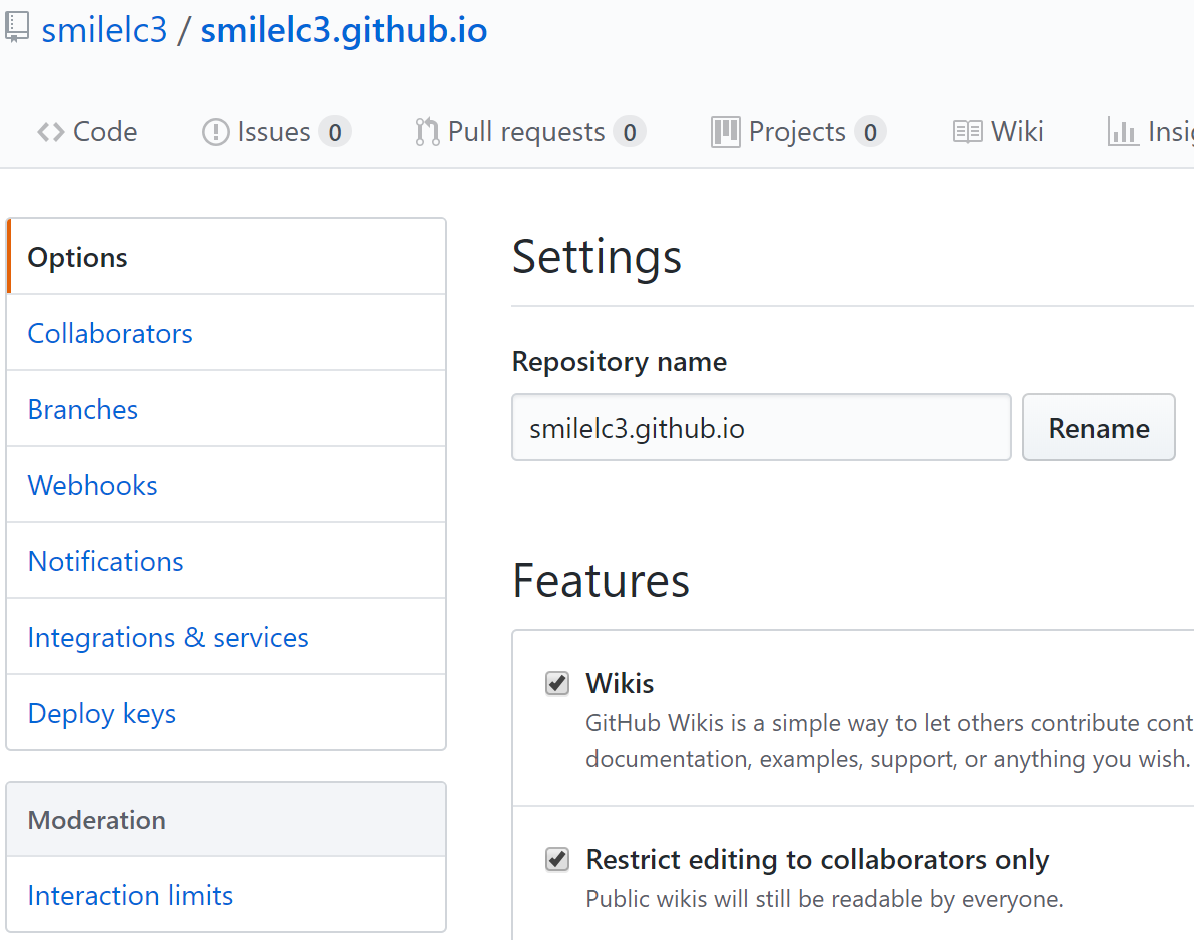 smilelc3 / smilelc3.github.io
Code Issues 0 Pull requests 0 Projects 0 Wiki Insig
Options
Collaborators
Branches
Webhooks
Notifications
Integrations & services
Deploy keys
Moderation
Interaction limits
Settings
Repository name
smilelc3.github.io Rename
Features
Wikis
GitHub Wikis is a simple way to let others contribute cont
documentation, examples, support, or anything you wish.
Restrict editing to collaborators only
Public wikis will still be readable by everyone.